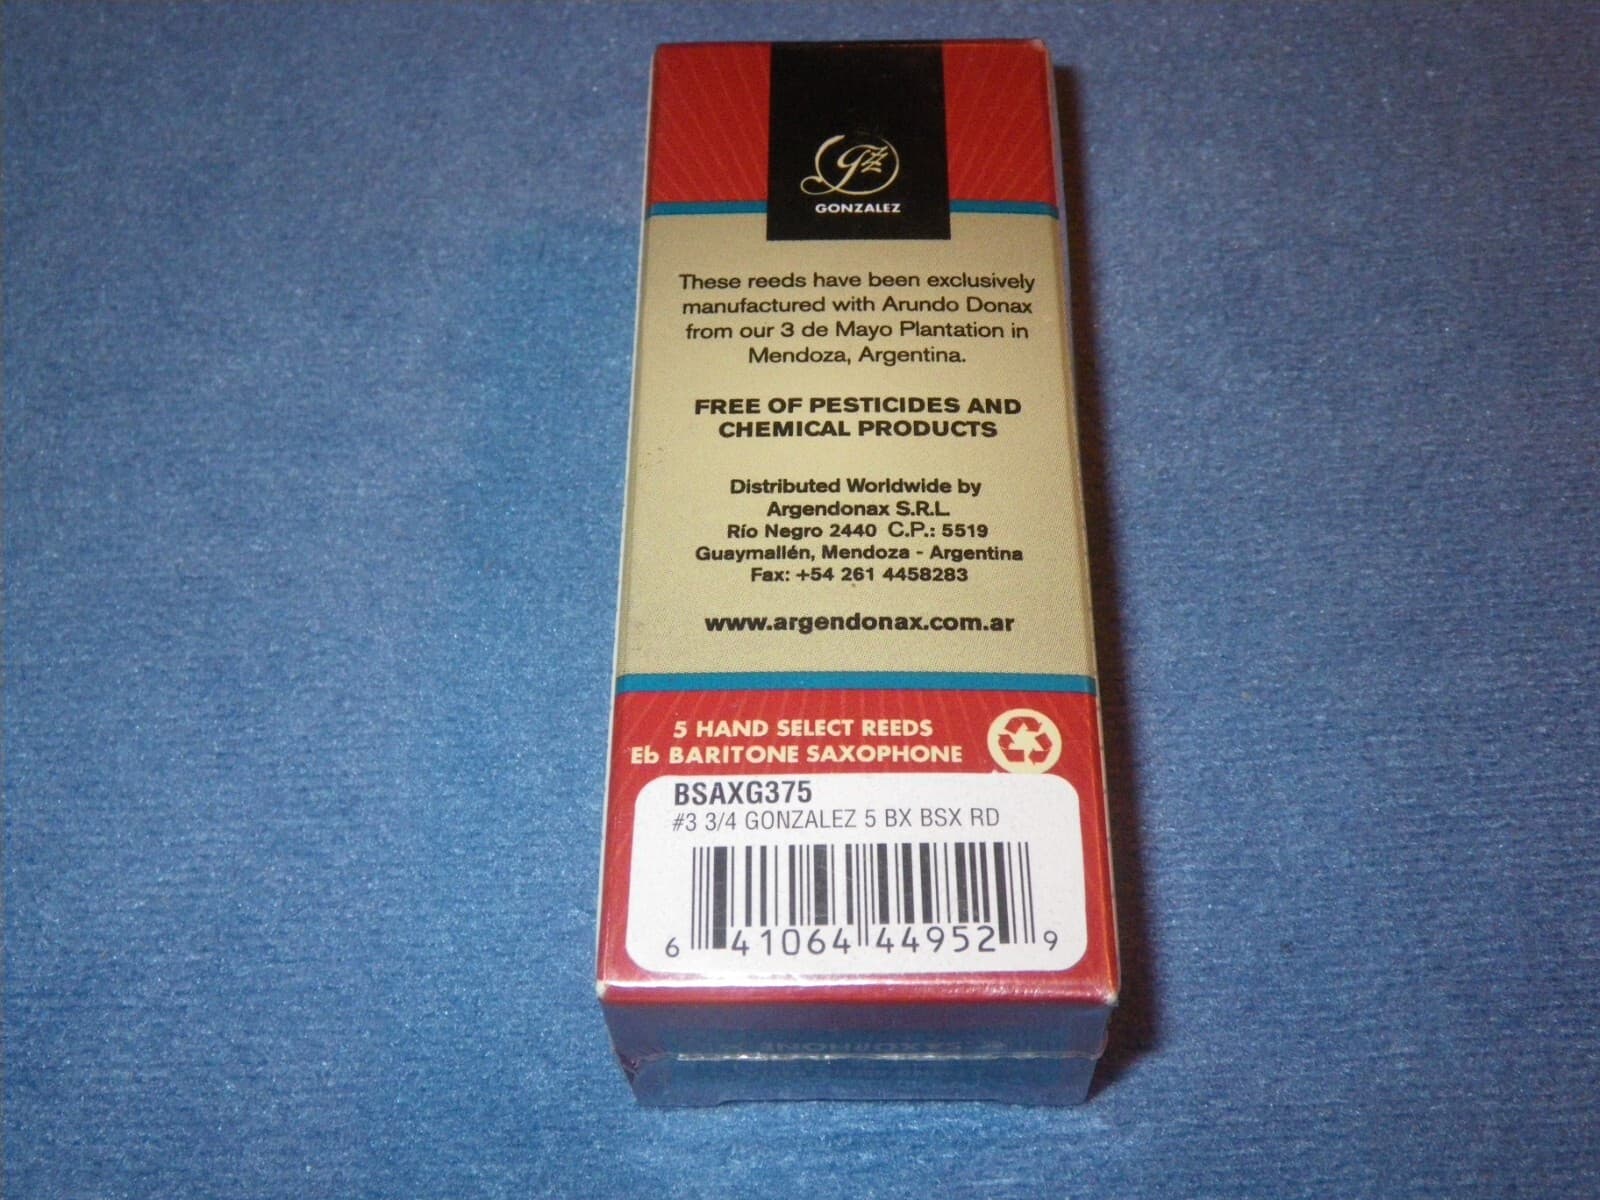 GZZ
GONZALEZ
These reeds have been exclusively
manufactured with Arundo Donax
from our 3 de Mayo Plantation in
Mendoza, Argentina.
FREE OF PESTICIDES AND
CHEMICAL PRODUCTS
Distributed Worldwide by
Argendonax S.R.L.
Río Negro 2440 C.P.: 5519
Guaymallén, Mendoza - Argentina
Fax: +54 261 4458283
www.argendonax.com.ar
5 HAND SELECT REEDS
Eb BARITONE SAXOPHONE
BSAXG375
#3 3/4 GONZALEZ 5 BX BSX RD
6 41064 44952 9